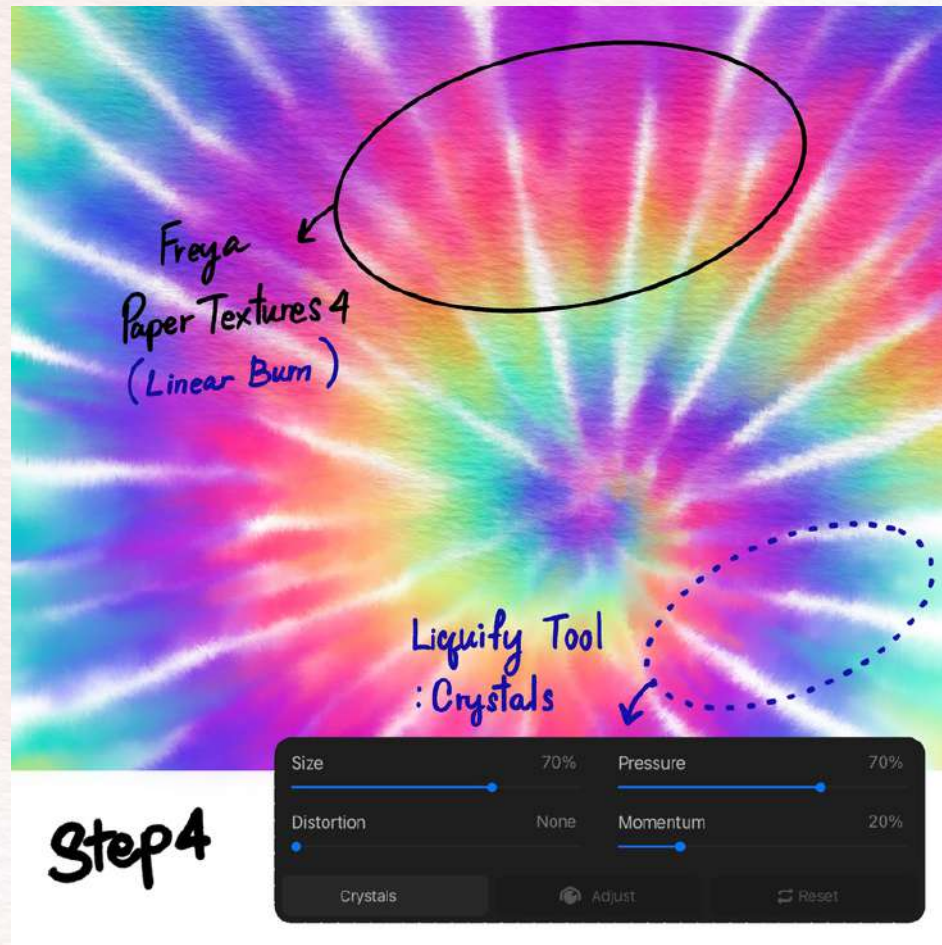 Freya
Paper Textures 4
(Linear Burn)
Liquify Tool
: Crystals
Size 70% Pressure 70%
Distortion None Momentum 20%
Crystals Adjust Reset
Step4